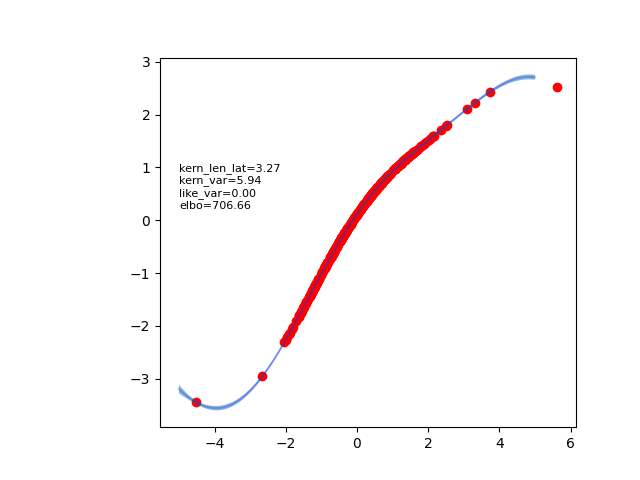 3
2
1
0
−1
−2
−3
kern_len_lat=3.27
kern_var=5.94
like_var=0.00
elbo=706.66
−4 −2 0 2 4 6